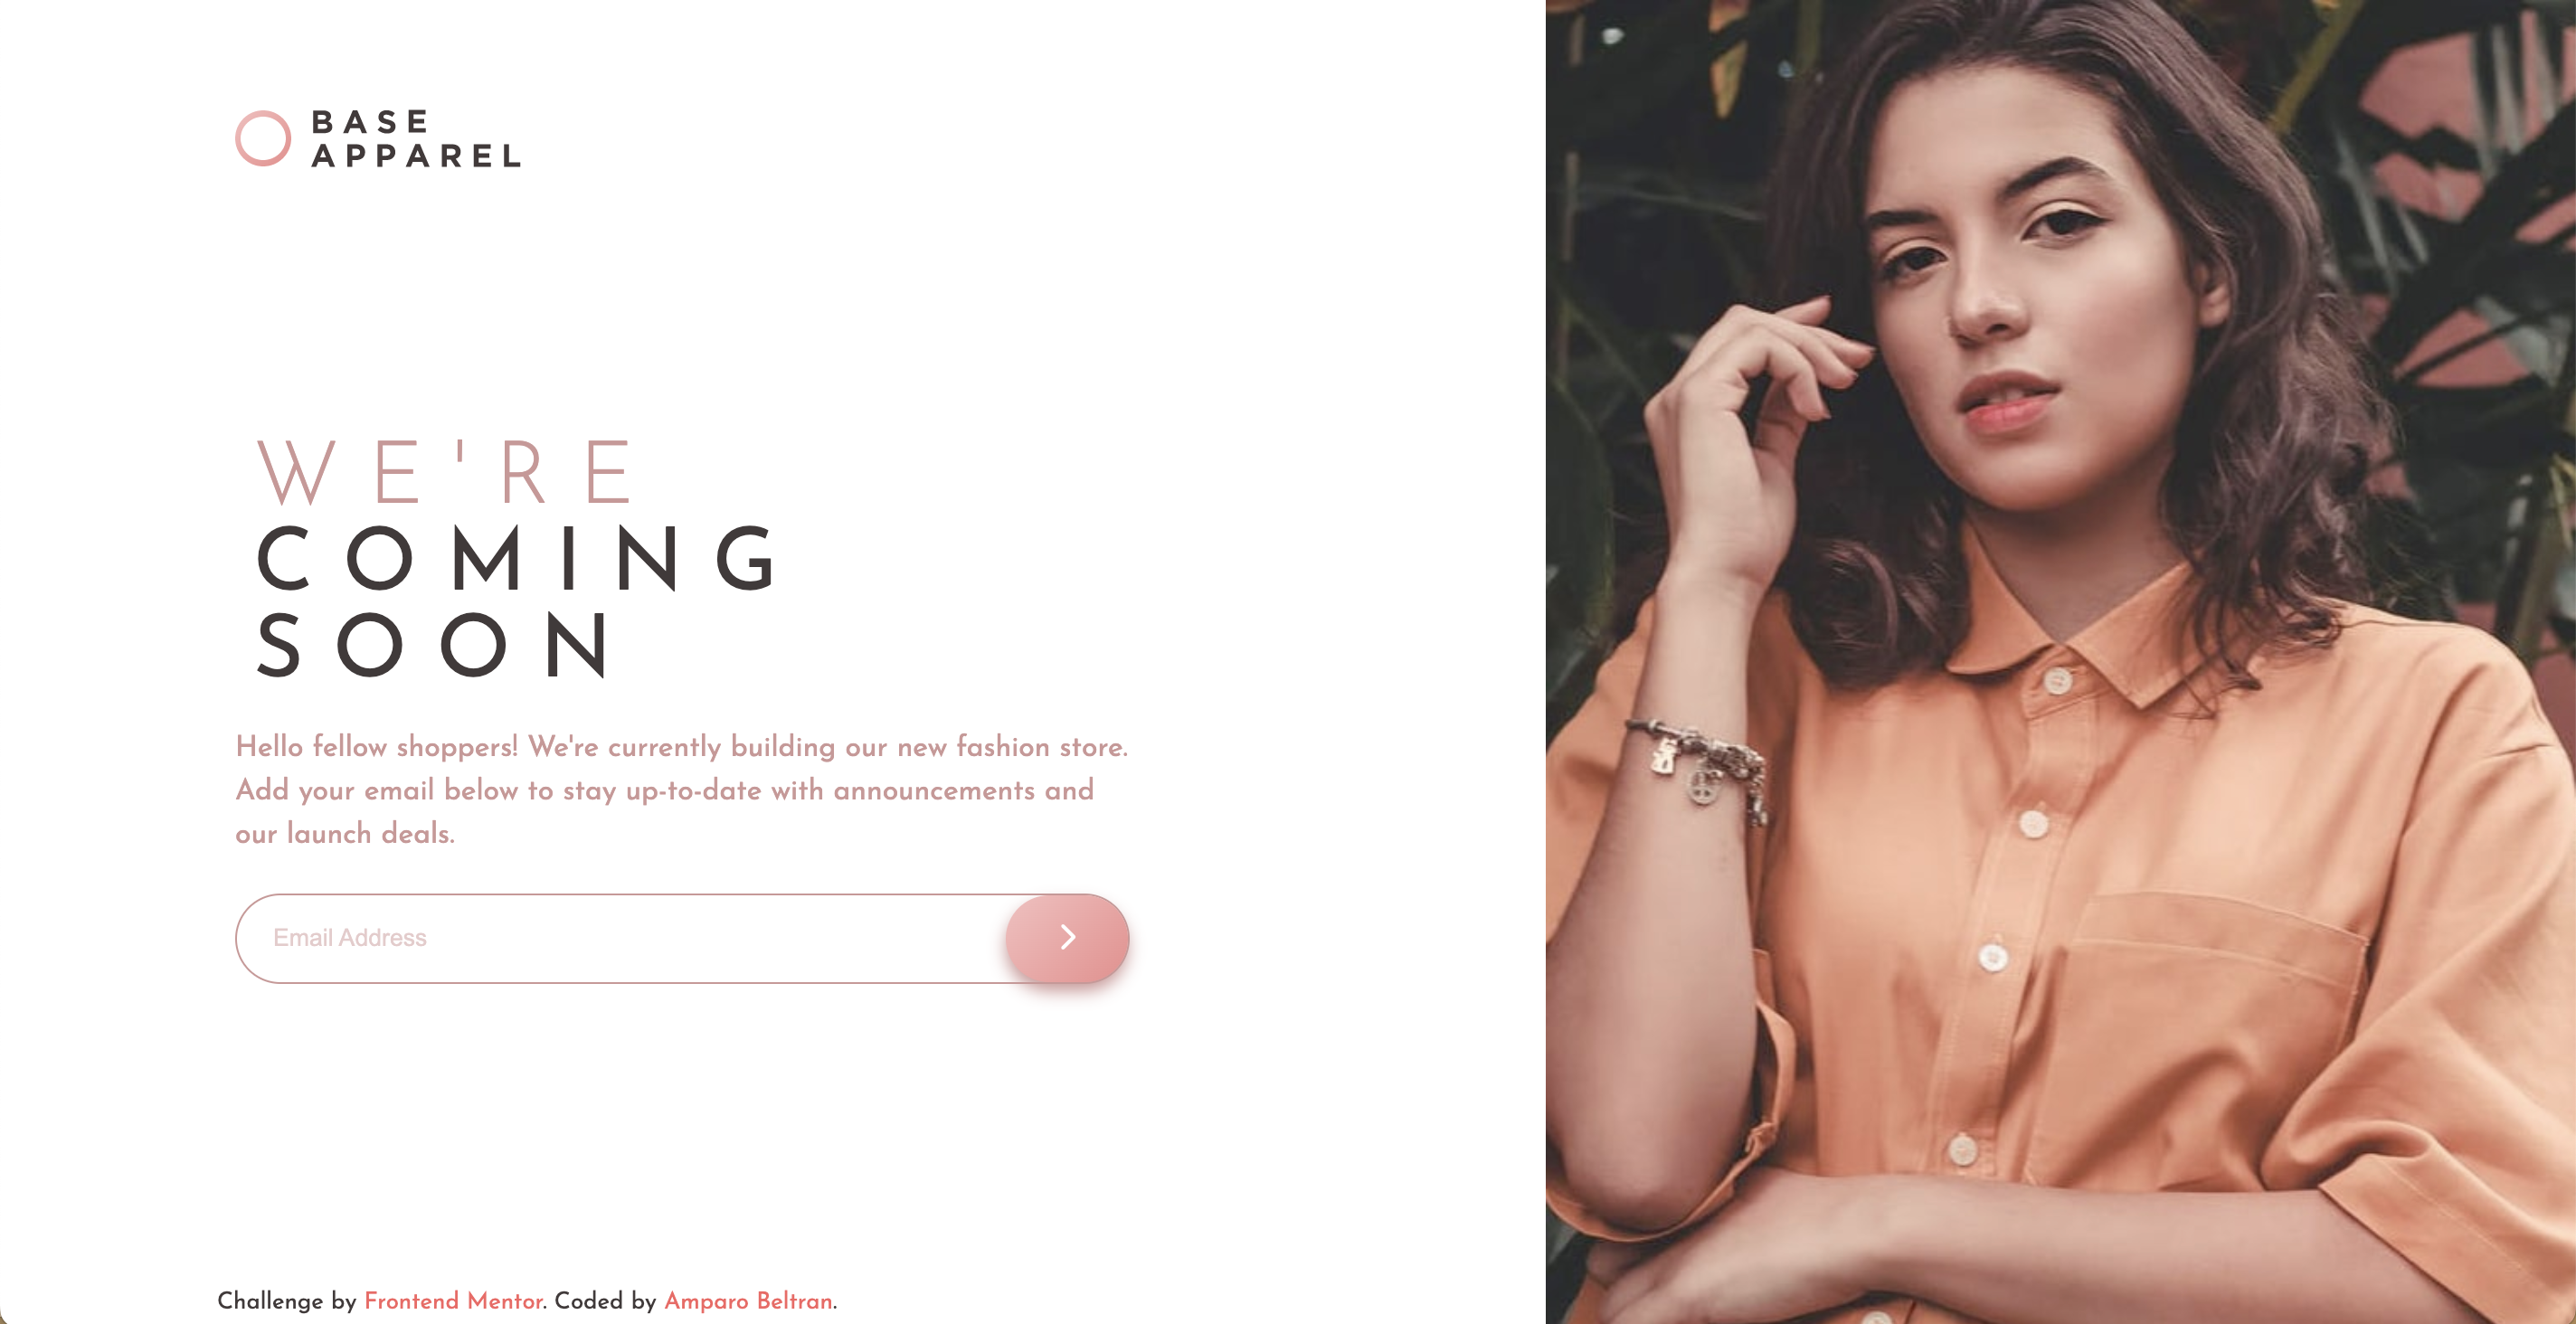 BASE
APPAREL
WE'RE
COMING
SOON
Hello fellow shoppers! We're currently building our new fashion store.
Add your email below to stay up-to-date with announcements and
our launch deals.
Email Address
Challenge by Frontend Mentor. Coded by Amparo Beltran.